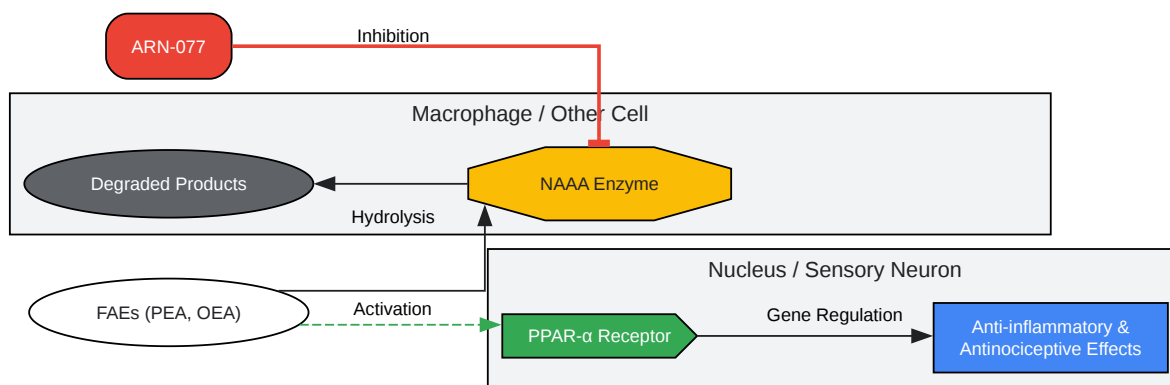 ARN-077
Inhibition
Macrophage / Other Cell
Degraded Products
NAAA Enzyme
Hydrolysis
Nucleus / Sensory Neuron
FAEs (PEA, OEA)
Activation
PPAR-α Receptor
Gene Regulation
Anti-inflammatory &
Antinociceptive Effects